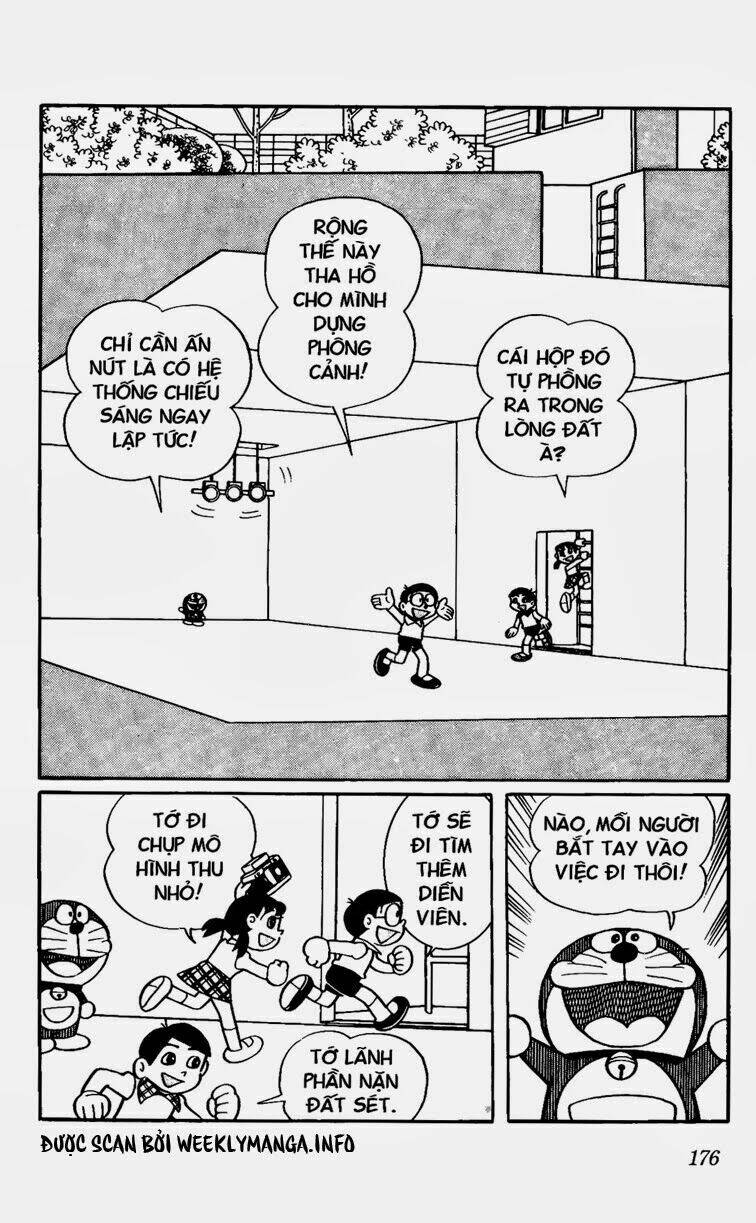 RỘNG
THẾ NÀY
THA HỒ
CHO MÌNH
DỰNG
PHÔNG
CẢNH!
CHỈ CẦN ẤN
NÚT LÀ CÓ HỆ
THỐNG CHIẾU
SÁNG NGAY
LẬP TỨC!
CÁI HỘP ĐÓ
TỰ PHỒNG
RA TRONG
LÒNG ĐẤT
À?
TỚ ĐI
CHỤP MÔ
HÌNH THU
NHỎ!
TỚ SẼ
ĐI TÌM
THÊM
DIỄN
VIÊN.
TỚ LÃNH
PHẦN NẶN
ĐẤT SÉT.
NÀO, MỖI NGƯỜI
BẮT TAY VÀO
VIỆC ĐI THÔI!
ĐƯỢC SCAN BỞI WEEKLYMANGA.INFO
176